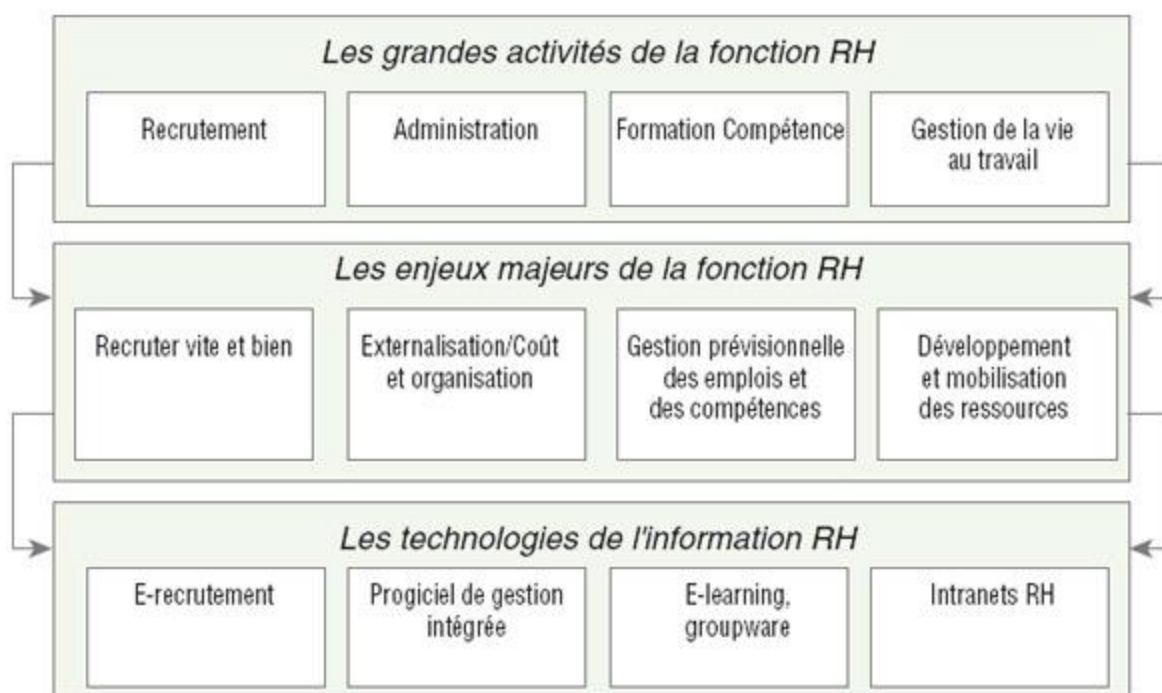 Les grandes activités de la fonction RH
Recrutement
Administration
Formation Compétence
Gestion de la vie
au travail
Les enjeux majeurs de la fonction RH
Recruter vite et bien
Externalisation/Coût
et organisation
Gestion prévisionnelle
des emplois et
des compétences
Développement
et mobilisation
des ressources
Les technologies de l'information RH
E-recrutement
Progiciel de gestion
intégrée
E-learning,
groupware
Intranets RH